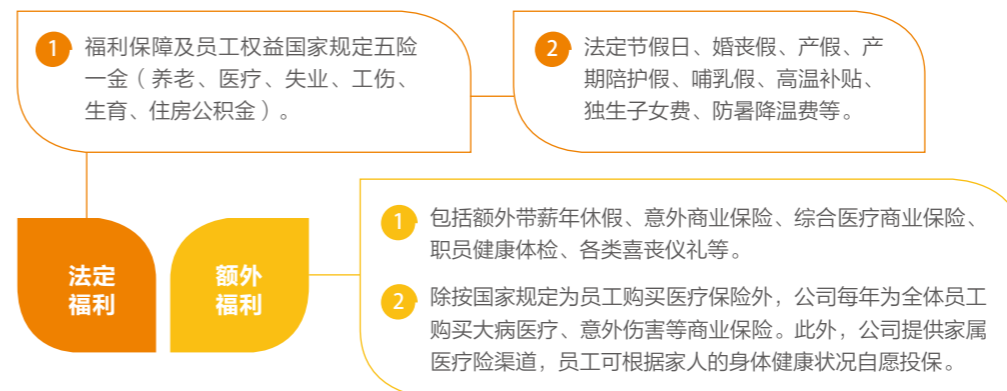 1
福利保障及员工权益国家规定五险
一金（养老、医疗、失业、工伤、
生育、住房公积金）。
2
法定节假日、婚丧假、产假、产
期陪护假、哺乳假、高温补贴、
独生子女费、防暑降温费等。
法定
福利
额外
福利
1
包括额外带薪年休假、意外商业保险、综合医疗商业保险、
职员健康体检、各类喜丧仪礼等。
2
除按国家规定为员工购买医疗保险外，公司每年为全体员工
购买大病医疗、意外伤害等商业保险。此外，公司提供家属
医疗险渠道，员工可根据家人的身体健康状况自愿投保。